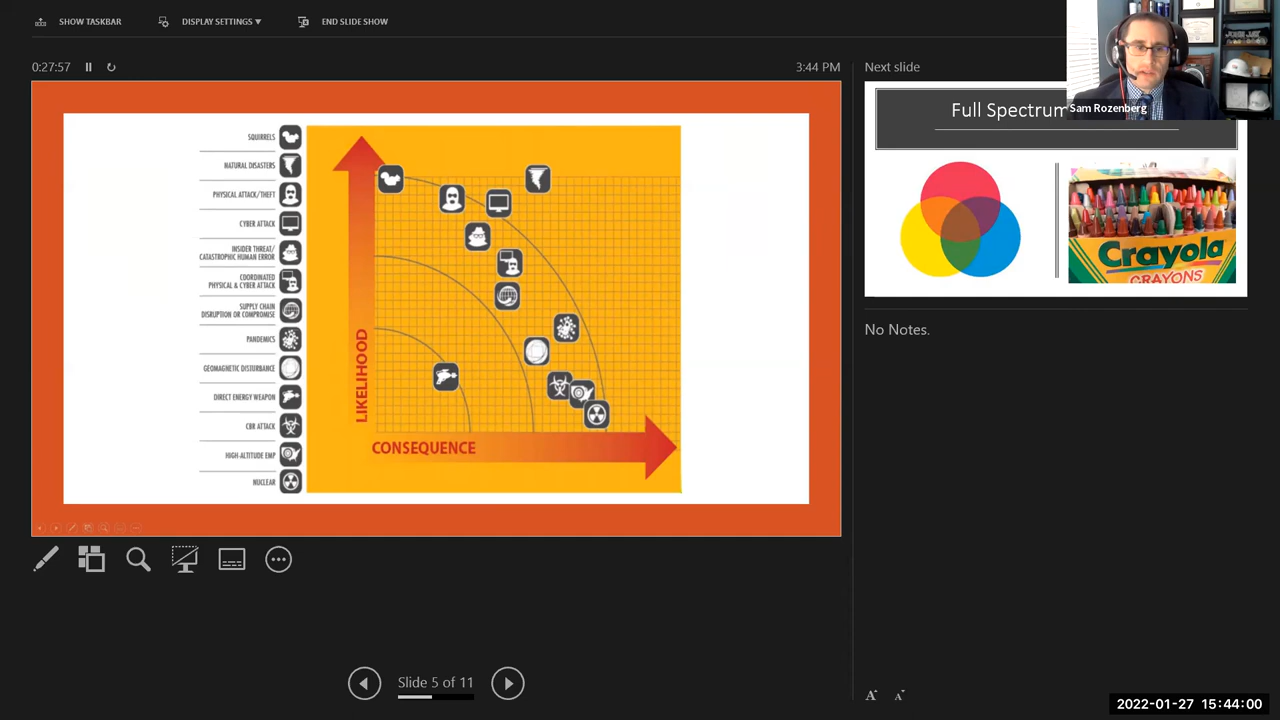 SHOW TASKBAR
DISPLAY SETTINGS ▼
END SLIDE SHOW
0:27:57
3:44 PM
Next slide
SQUIRRELS
NATURAL DISASTERS
PHYSICAL ATTACK/THEFT
CYBER ATTACK
INSIDER THREAT/
CATASTROPHIC HUMAN ERROR
COORDINATED
PHYSICAL & CYBER ATTACK
SUPPLY CHAIN
DISRUPTION OR COMPROMISE
PANDEMICS
GEOMAGNETIC DISTURBANCE
DIRECT ENERGY WEAPON
CBR ATTACK
HIGH-ALTITUDE EMP
NUCLEAR
LIKELIHOOD
CONSEQUENCE
Full Spectrum
Sam Rozenberg
Crayola
CRAYONS
No Notes.
Slide 5 of 11
A A
2022-01-27 15:44:00